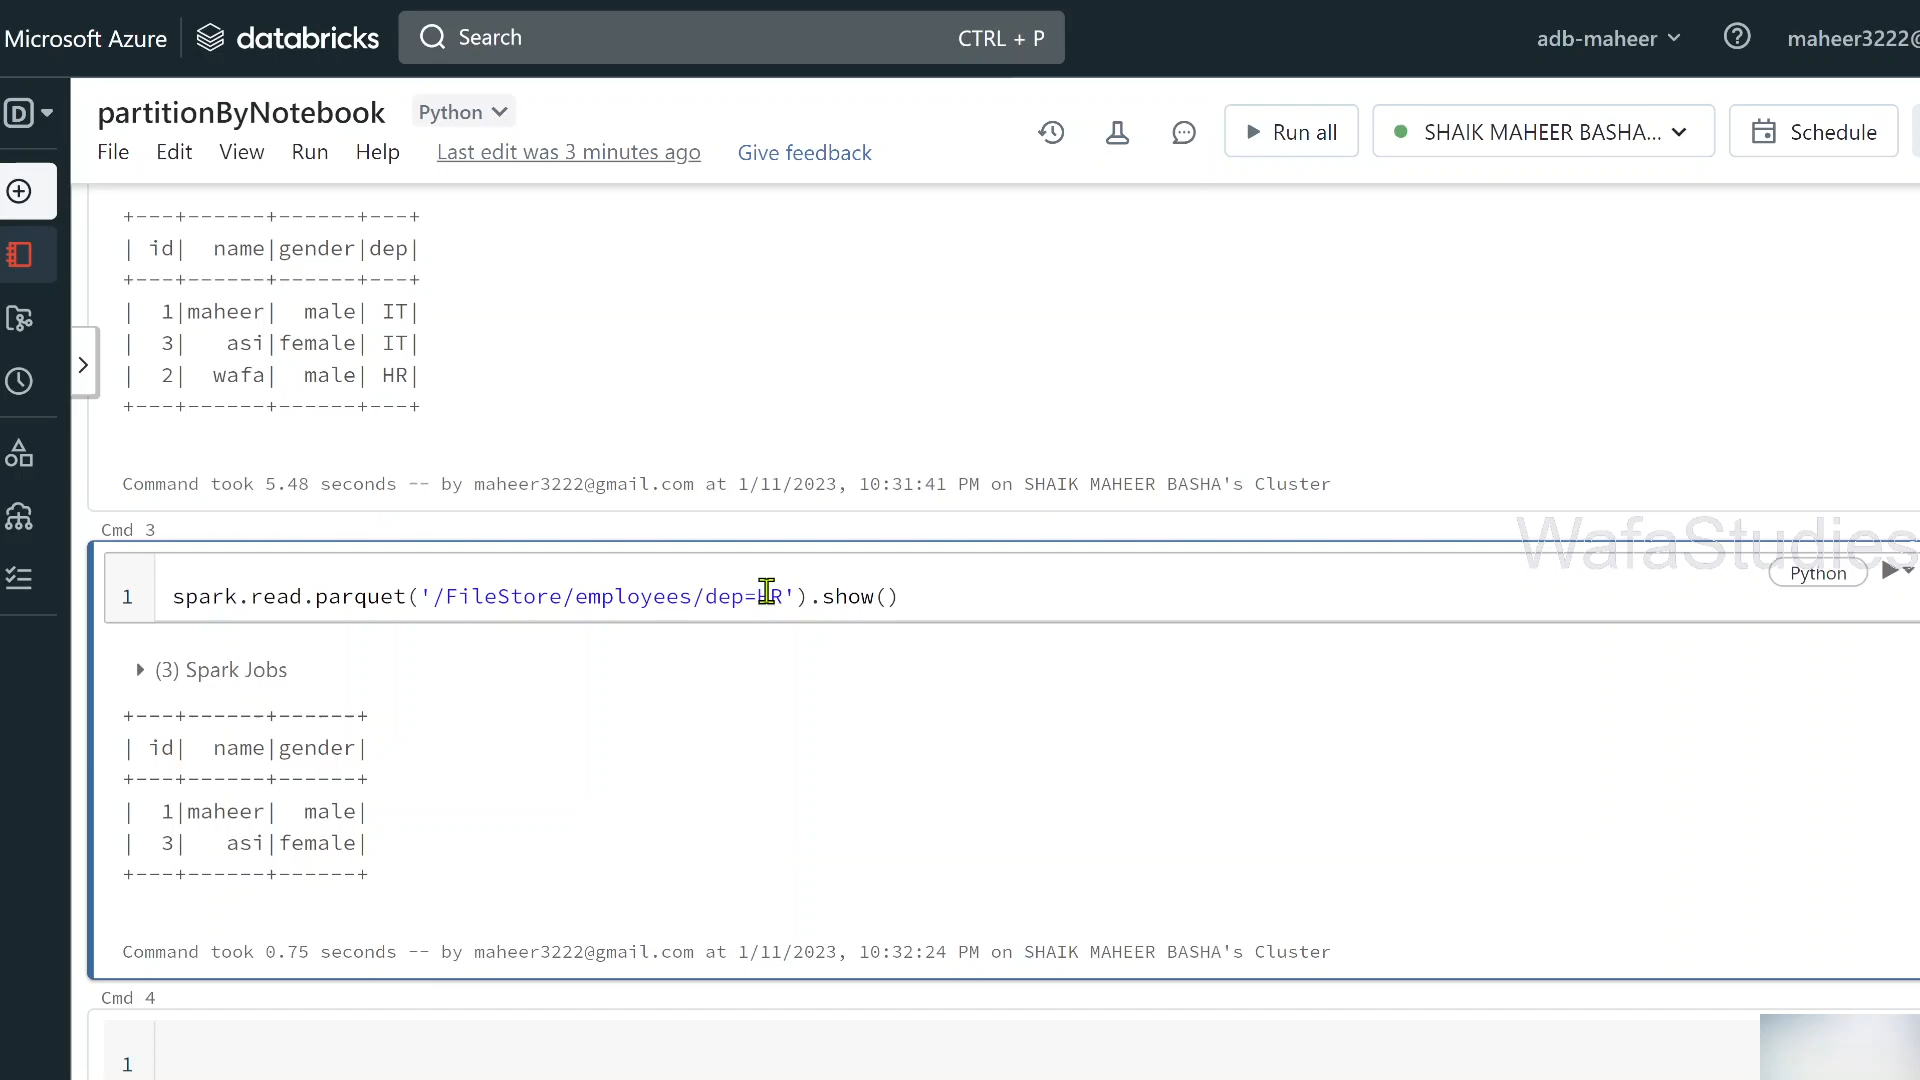 Microsoft Azure databricks Search CTRL + P adb-maheer maheer3222@
partitionByNotebook Python
File Edit View Run Help Last edit was 3 minutes ago Give feedback
Run all SHAIK MAHEER BASHA... Schedule
+---+------+------+---+
| id|  name|gender|dep|
+---+------+------+---+
|  1|maheer|  male| IT|
|  3|   asi|female| IT|
|  2|  wafa|  male| HR|
+---+------+------+---+
Command took 5.48 seconds -- by maheer3222@gmail.com at 1/11/2023, 10:31:41 PM on SHAIK MAHEER BASHA's Cluster
Cmd 3
WafaStudies
Python
1 spark.read.parquet('/FileStore/employees/dep=HR').show()
(3) Spark Jobs
+---+------+------+
| id|  name|gender|
+---+------+------+
|  1|maheer|  male|
|  3|   asi|female|
+---+------+------+
Command took 0.75 seconds -- by maheer3222@gmail.com at 1/11/2023, 10:32:24 PM on SHAIK MAHEER BASHA's Cluster
Cmd 4
1